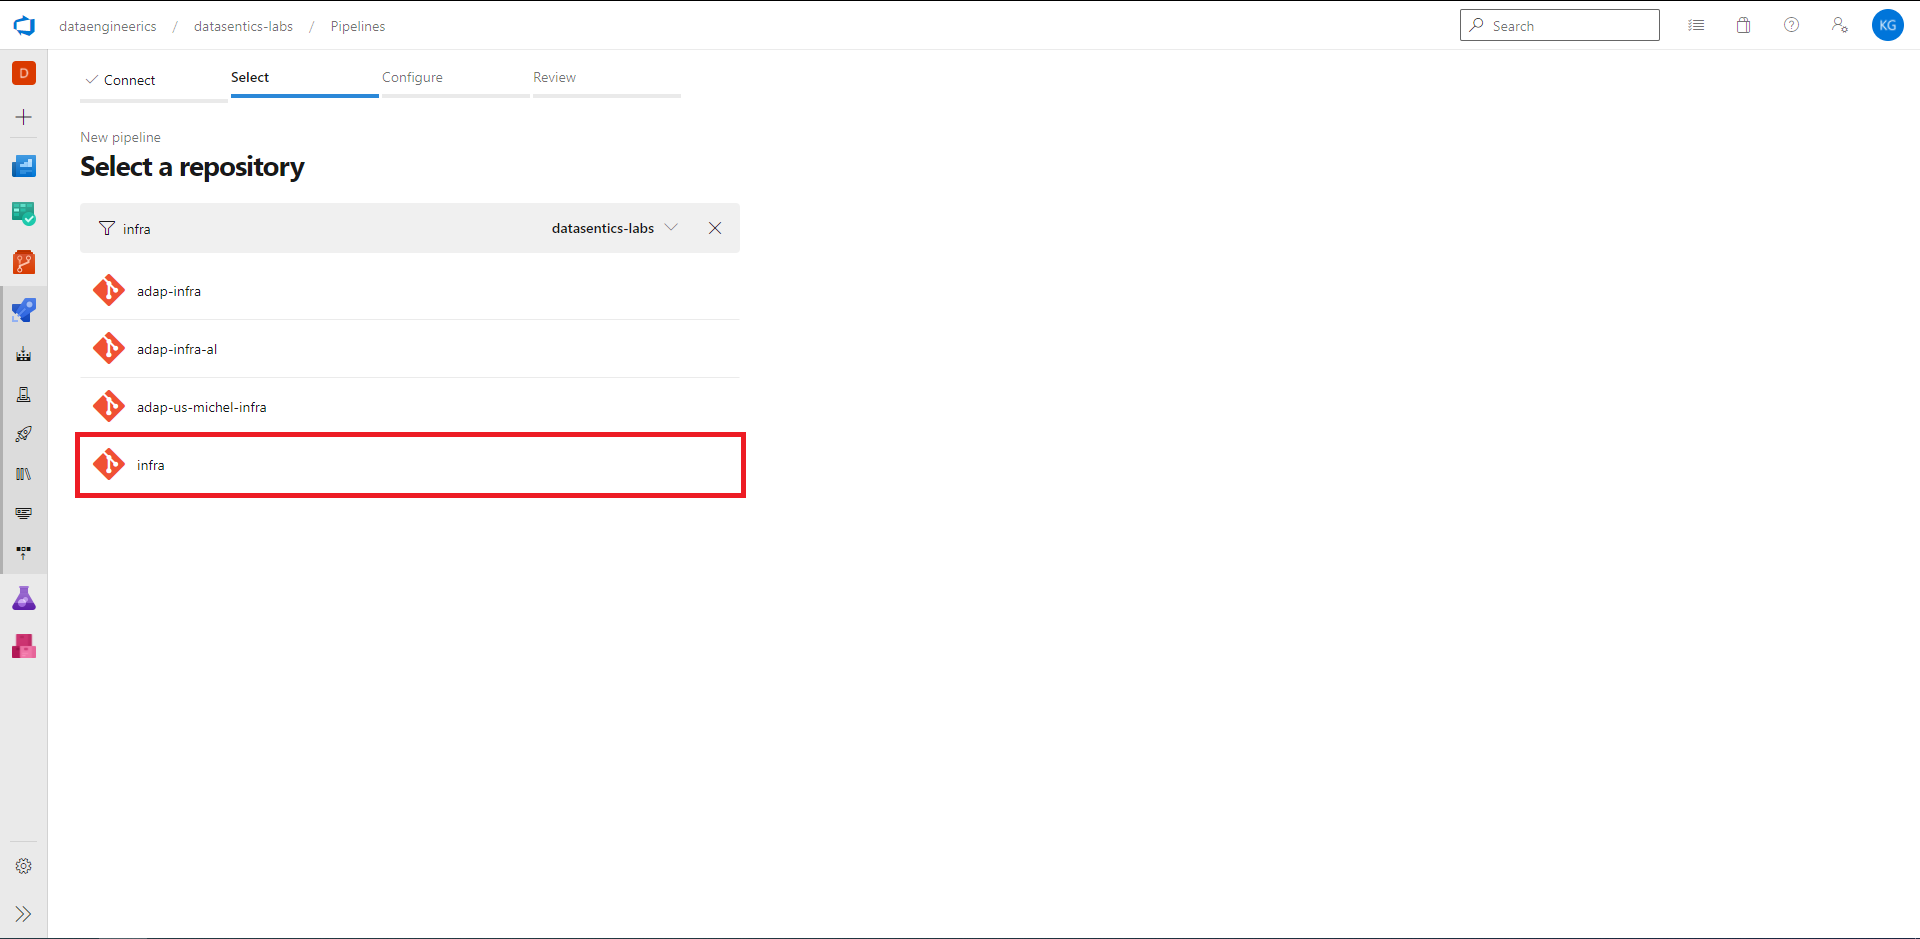 dataengineerics / datasentics-labs / Pipelines
Search
KG
D
Connect
Select
Configure
Review
New pipeline
Select a repository
infra
datasentics-labs
adap-infra
adap-infra-al
adap-us-michel-infra
infra